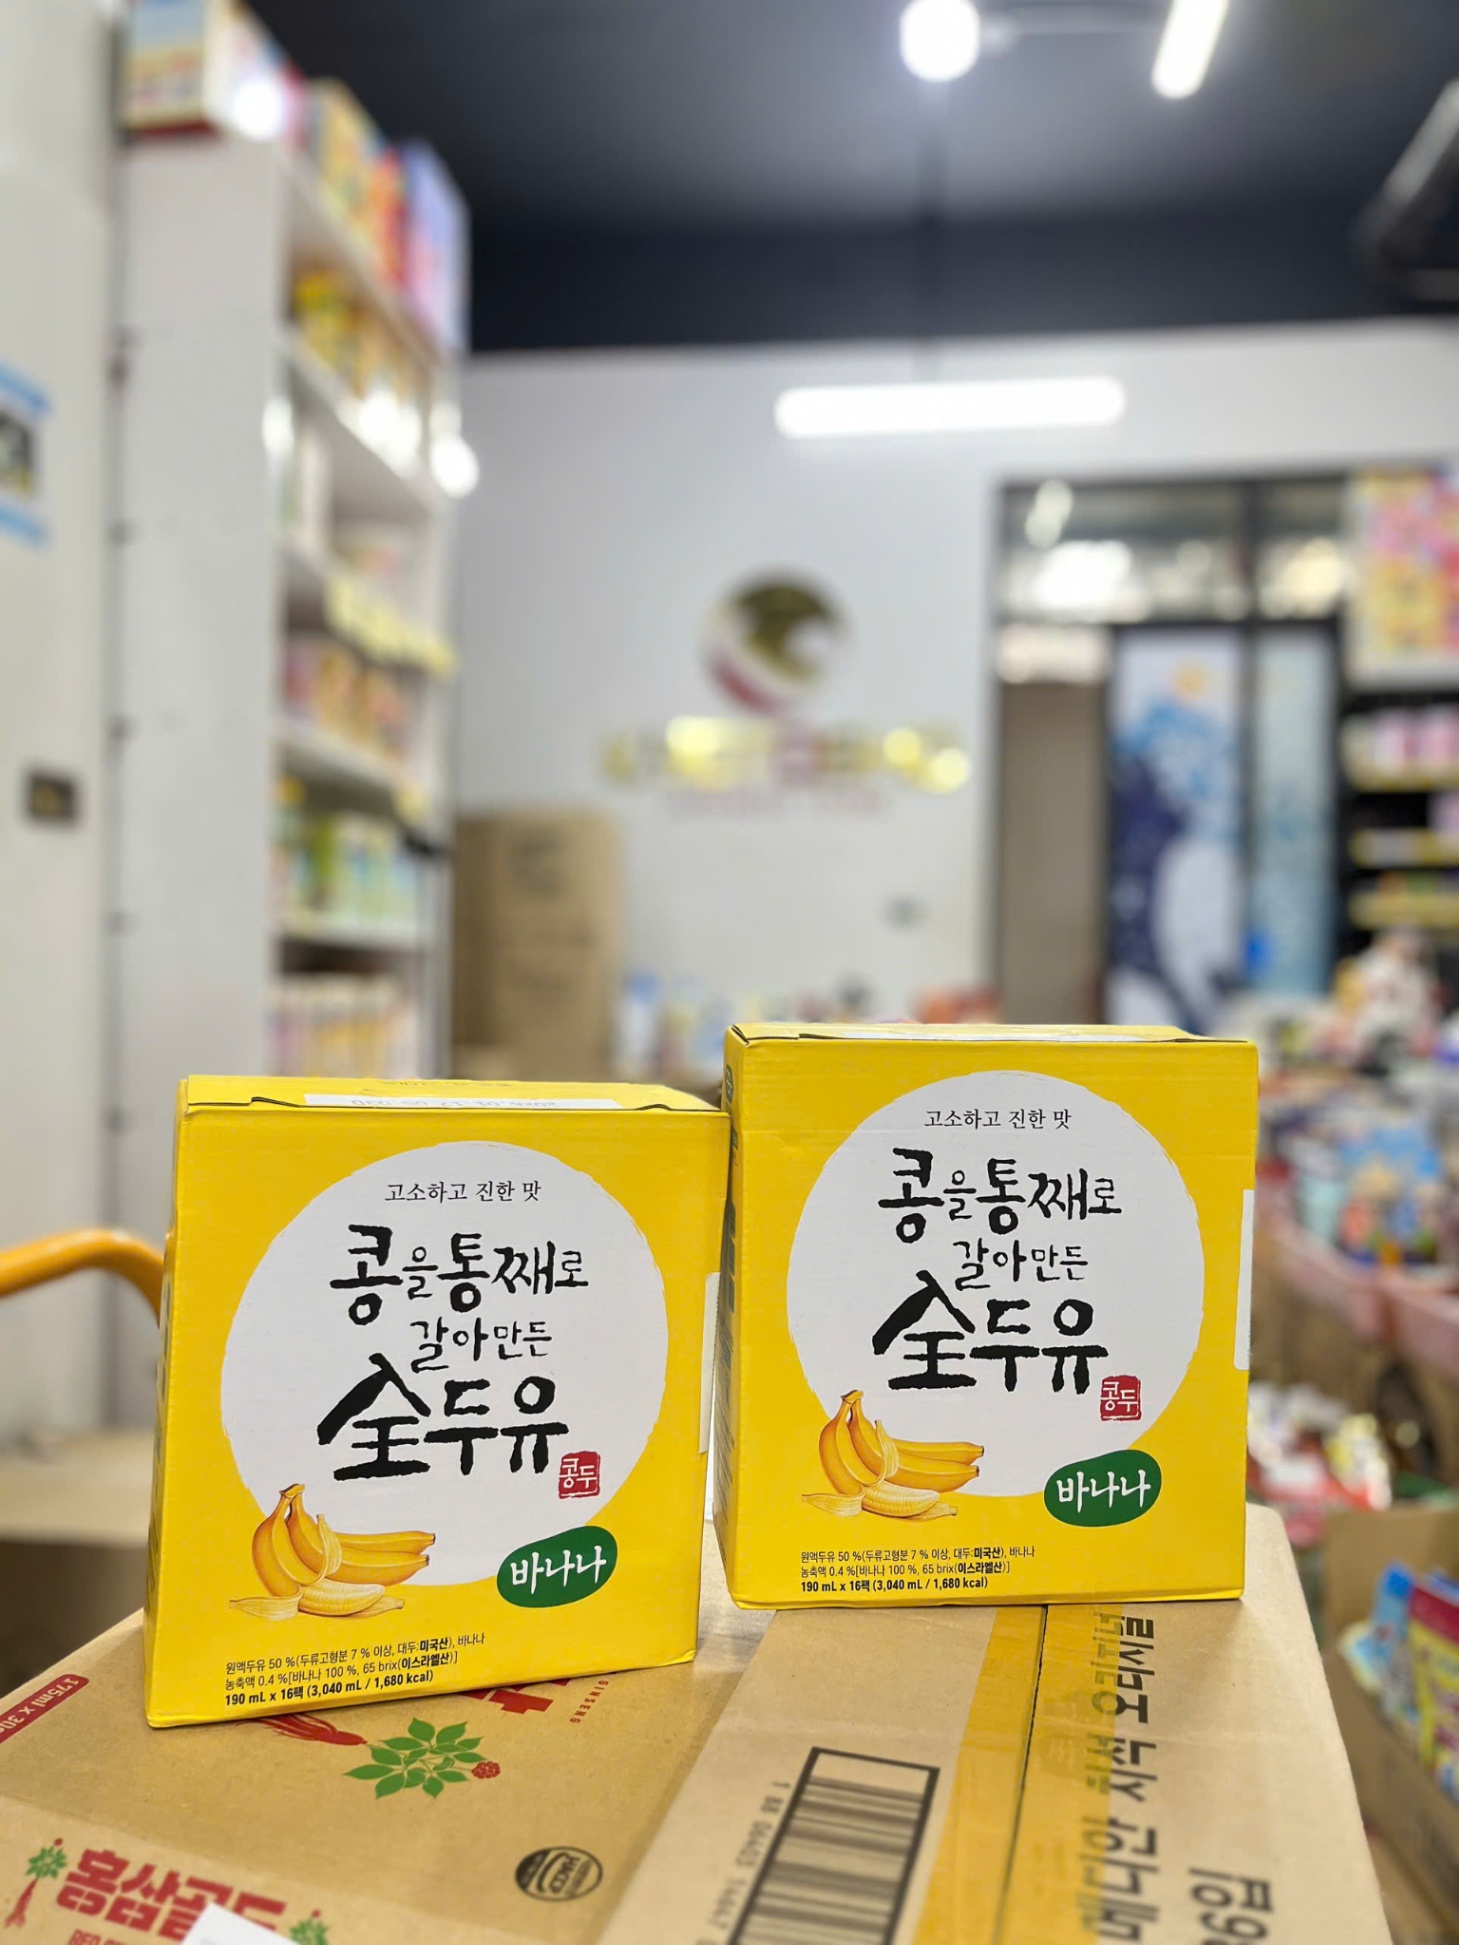 고소하고 진한 맛
콩을통째로
갈아만든
全두유
콩두
바나나
원액두유 50 %(두류고형분 7 % 이상, 대두:미국산), 바나나
농축액 0.4 %[바나나 100 %, 65 brix(이스라엘산)]
190 mL x 16팩 (3,040 mL / 1,680 kcal)
고소하고 진한 맛
콩을통째로
갈아만든
全두유
콩두
바나나
원액두유 50 %(두류고형분 7 % 이상, 대두:미국산), 바나나
농축액 0.4 %[바나나 100 %, 65 brix(이스라엘산)]
190 mL x 16팩 (3,040 mL / 1,680 kcal)
GINSENG
HACCP